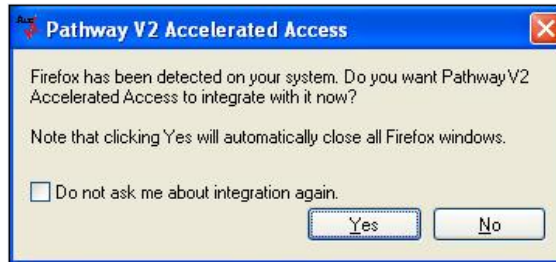 Pathway V2 Accelerated Access
Firefox has been detected on your system. Do you want Pathway V2
Accelerated Access to integrate with it now?
Note that clicking Yes will automatically close all Firefox windows.
Do not ask me about integration again.
Yes No